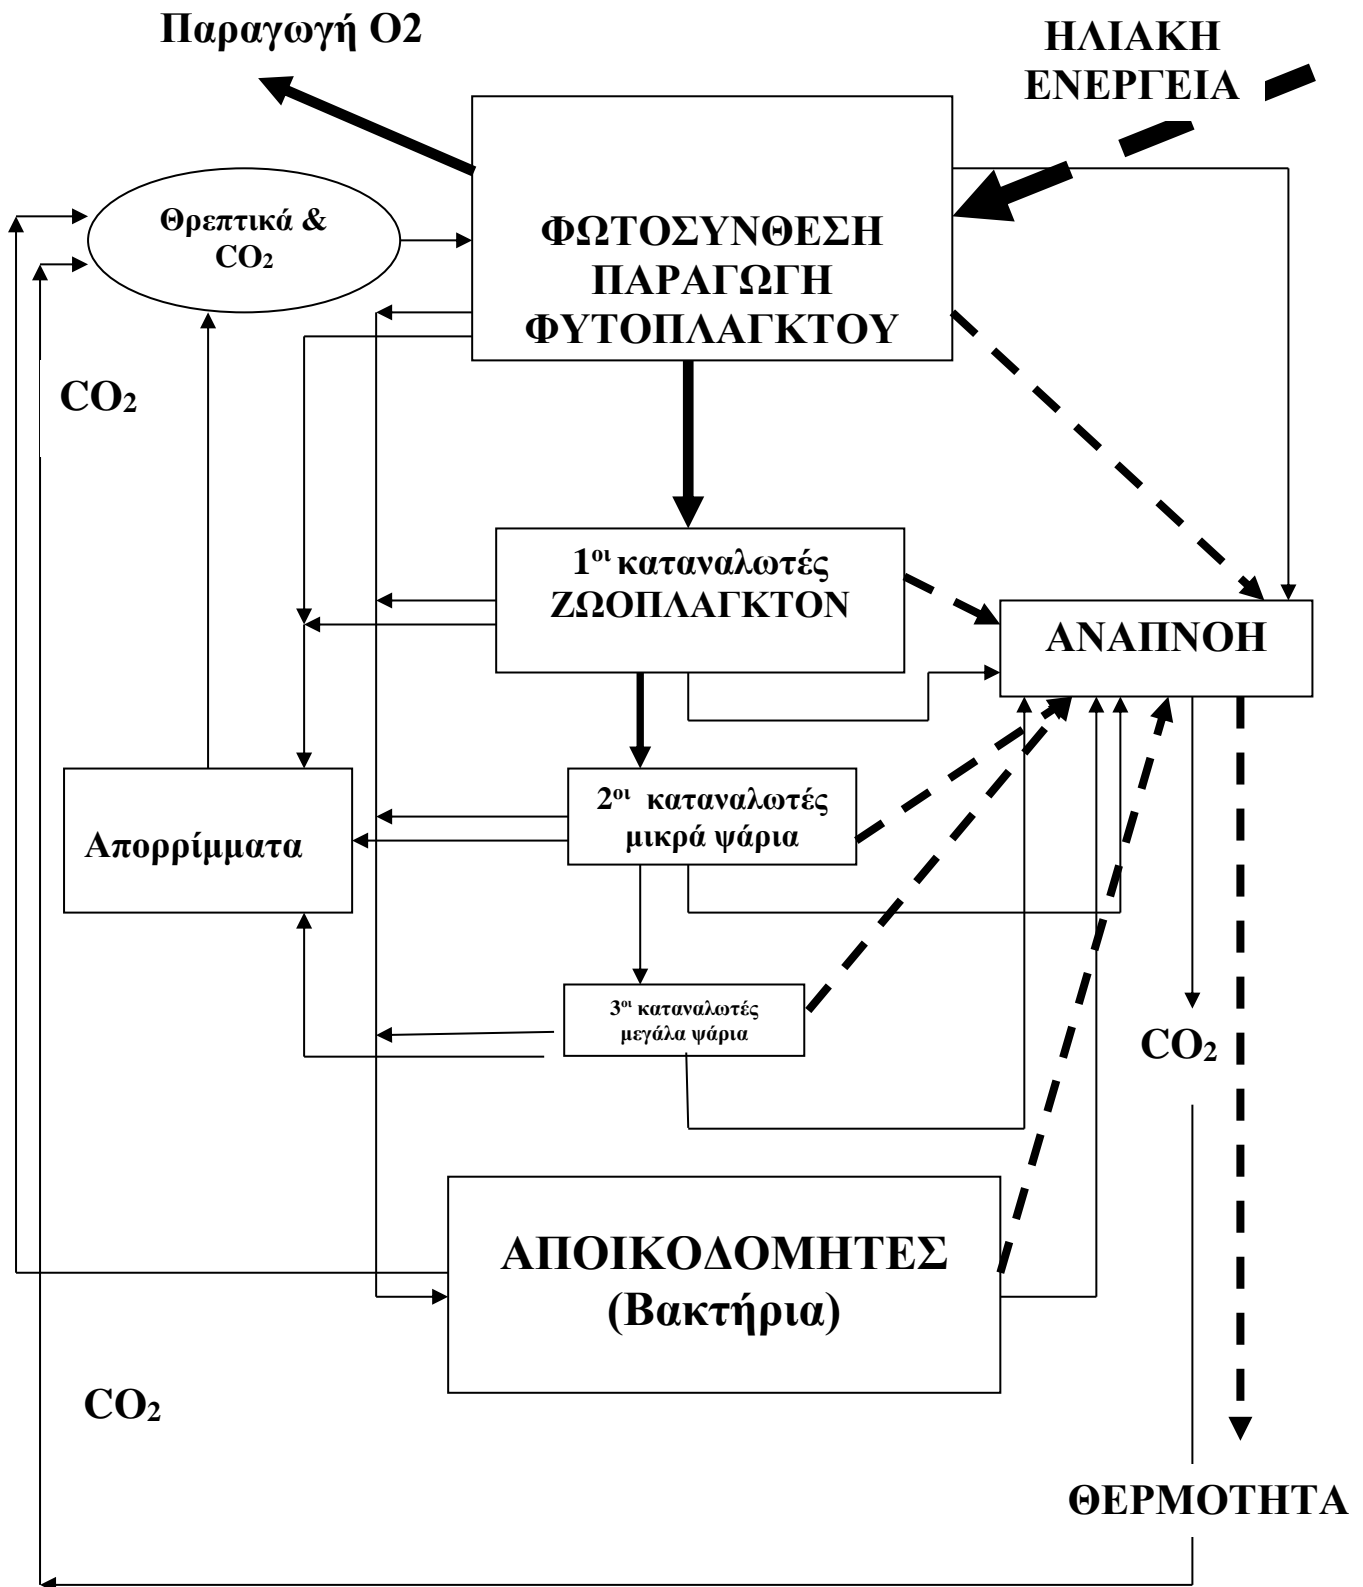 Παραγωγή Ο2
ΗΛΙΑΚΗ
ΕΝΕΡΓΕΙΑ
Θρεπτικά &
CO₂
ΦΩΤΟΣΥΝΘΕΣΗ
ΠΑΡΑΓΩΓΗ
ΦΥΤΟΠΛΑΓΚΤΟΥ
CO₂
1οι καταναλωτές
ΖΩΟΠΛΑΓΚΤΟΝ
ΑΝΑΠΝΟΗ
2οι καταναλωτές
μικρά ψάρια
Απορρίμματα
3οι καταναλωτές
μεγάλα ψάρια
CO₂
ΑΠΟΙΚΟΔΟΜΗΤΕΣ
(Βακτήρια)
CO₂
ΘΕΡΜΟΤΗΤΑ